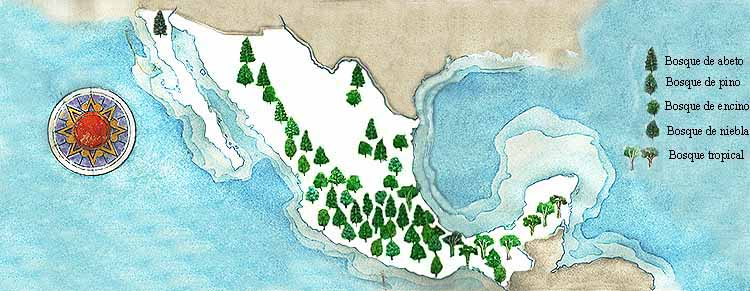 Bosque de abeto
Bosque de pino
Bosque de encino
Bosque de niebla
Bosque tropical